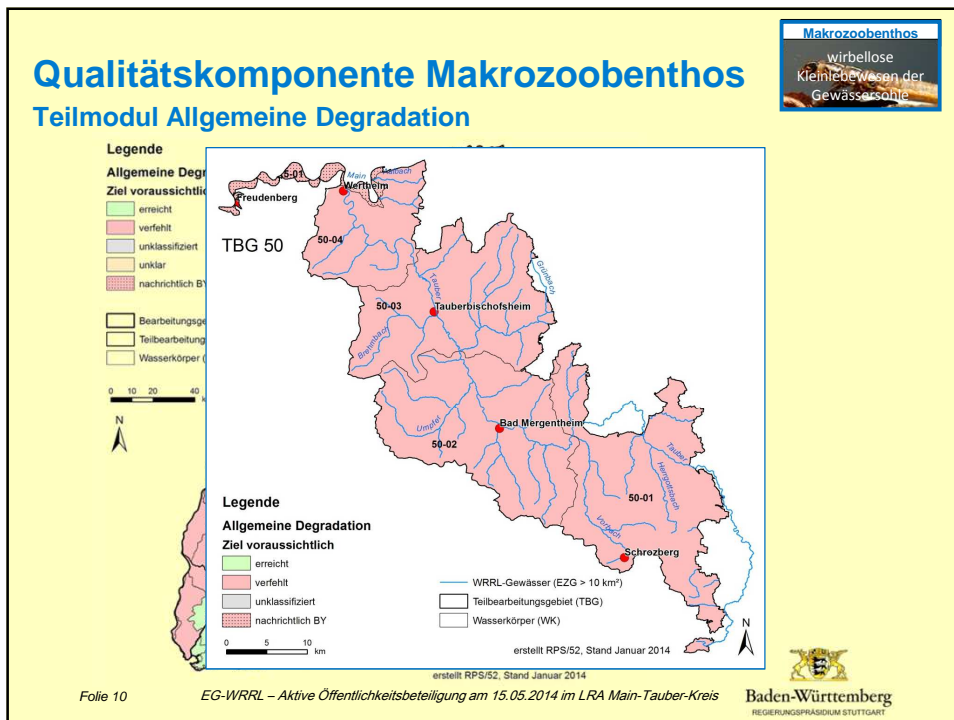 Qualitätskomponente Makrozoobenthos
Teilmodul Allgemeine Degradation
Makrozoobenthos
wirbellose
Kleinlebewesen der
Gewässersohle
Legende
Allgemeine Degr
Ziel voraussichtlic
erreicht
verfehlt
unklassifiziert
unklar
nachrichtlich BY
Bearbeitungsge
Teilbearbeitung
Wasserkörper (
0 10 20 40
N
TBG 50
Main
Freudenberg
Wertheim
50-04
Grünbach
Tauber
50-03
Tauberbischofsheim
Brehmbach
Umpfer
Bad Mergentheim
50-02
Tauber
50-01
Herrgottsbach
Vorbach
Schrozberg
Legende
Allgemeine Degradation
Ziel voraussichtlich
erreicht
verfehlt
unklassifiziert
nachrichtlich BY
0 5 10
km
WRRL-Gewässer (EZG > 10 km²)
Teilbearbeitungsgebiet (TBG)
Wasserkörper (WK)
N
erstellt RPS/52, Stand Januar 2014
erstellt RPS/52, Stand Januar 2014
Folie 10
EG-WRRL – Aktive Öffentlichkeitsbeteiligung am 15.05.2014 im LRA Main-Tauber-Kreis
Baden-Württemberg
REGIERUNGSPRÄSIDIUM STUTTGART